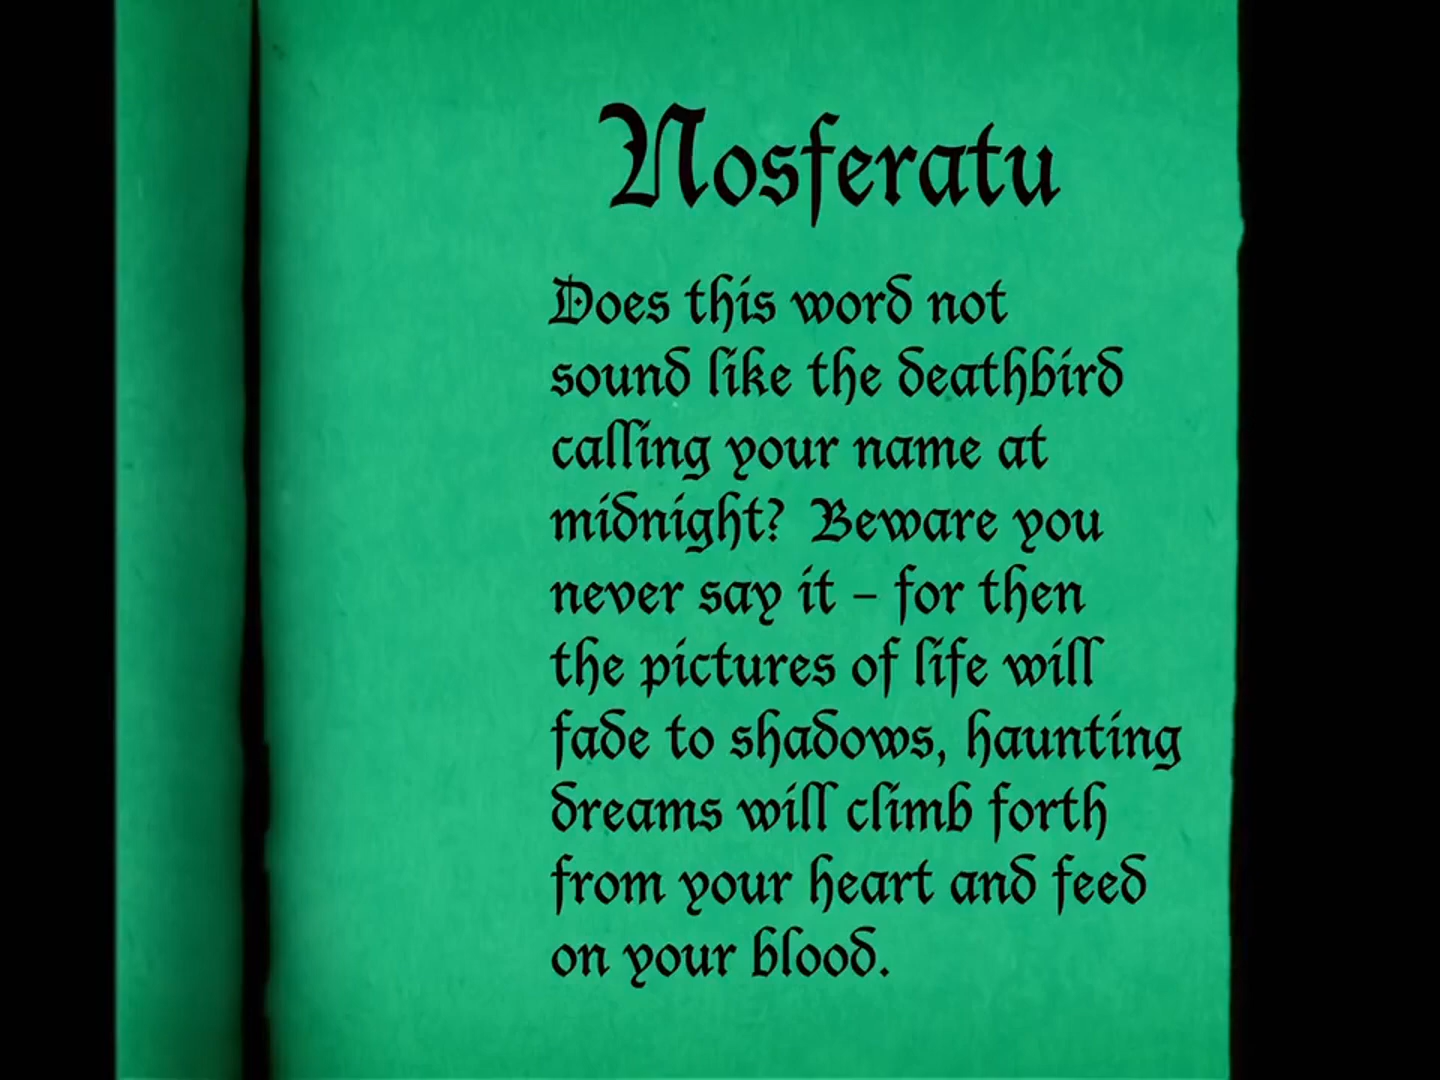 Nosferatu
Does this word not
sound like the deathbird
calling your name at
midnight? Beware you
never say it – for then
the pictures of life will
fade to shadows, haunting
dreams will climb forth
from your heart and feed
on your blood.